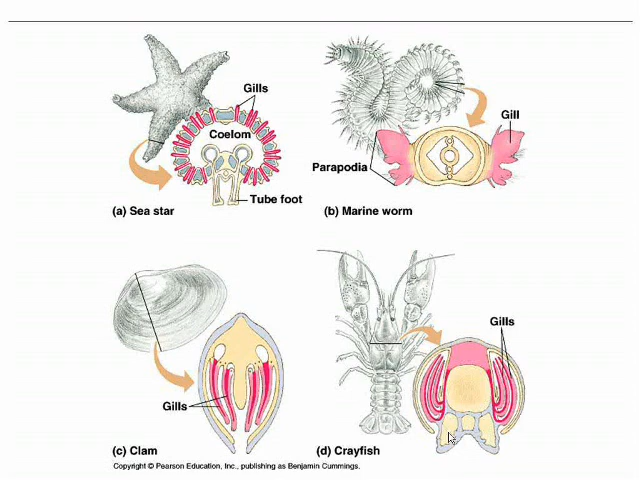 Gills
Coelom
Tube foot
(a) Sea star
Gill
Parapodia
(b) Marine worm
Gills
(c) Clam
Gills
(d) Crayfish
Copyright © Pearson Education, Inc., publishing as Benjamin Cummings.